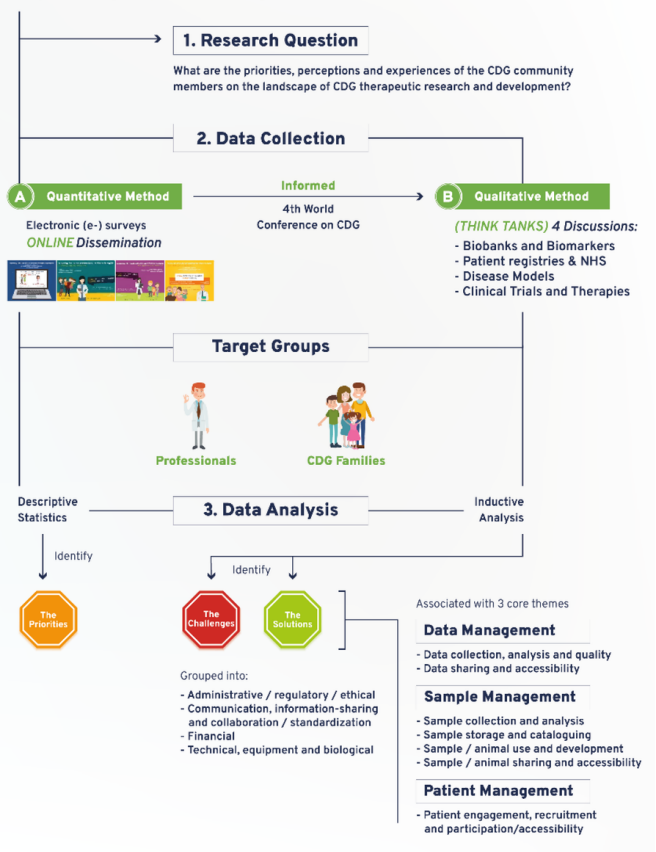 1. Research Question
What are the priorities, perceptions and experiences of the CDG community
members on the landscape of CDG therapeutic research and development?
2. Data Collection
A
Quantitative Method
Electronic (e-) surveys
ONLINE Dissemination
Informed
4th World
Conference on CDG
B
Qualitative Method
(THINK TANKS) 4 Discussions:
- Biobanks and Biomarkers
- Patient registries & NHS
- Disease Models
- Clinical Trials and Therapies
Target Groups
Professionals
CDG Families
Descriptive
Statistics
3. Data Analysis
Inductive
Analysis
Identify
Identify
The
Priorities
The
Challenges
The
Solutions
Grouped into:
- Administrative / regulatory / ethical
- Communication, information-sharing
and collaboration / standardization
- Financial
- Technical, equipment and biological
Associated with 3 core themes
Data Management
- Data collection, analysis and quality
- Data sharing and accessibility
Sample Management
- Sample collection and analysis
- Sample storage and cataloguing
- Sample / animal use and development
- Sample / animal sharing and accessibility
Patient Management
- Patient engagement, recruitment
and participation/accessibility